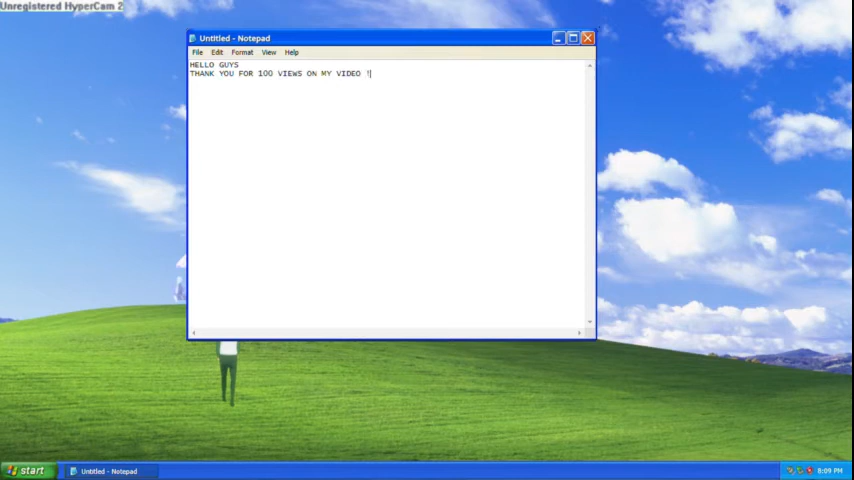 Unregistered HyperCam 2
Untitled - Notepad
File Edit Format View Help
HELLO GUYS
THANK YOU FOR 100 VIEWS ON MY VIDEO !
start
Untitled - Notepad
8:09 PM